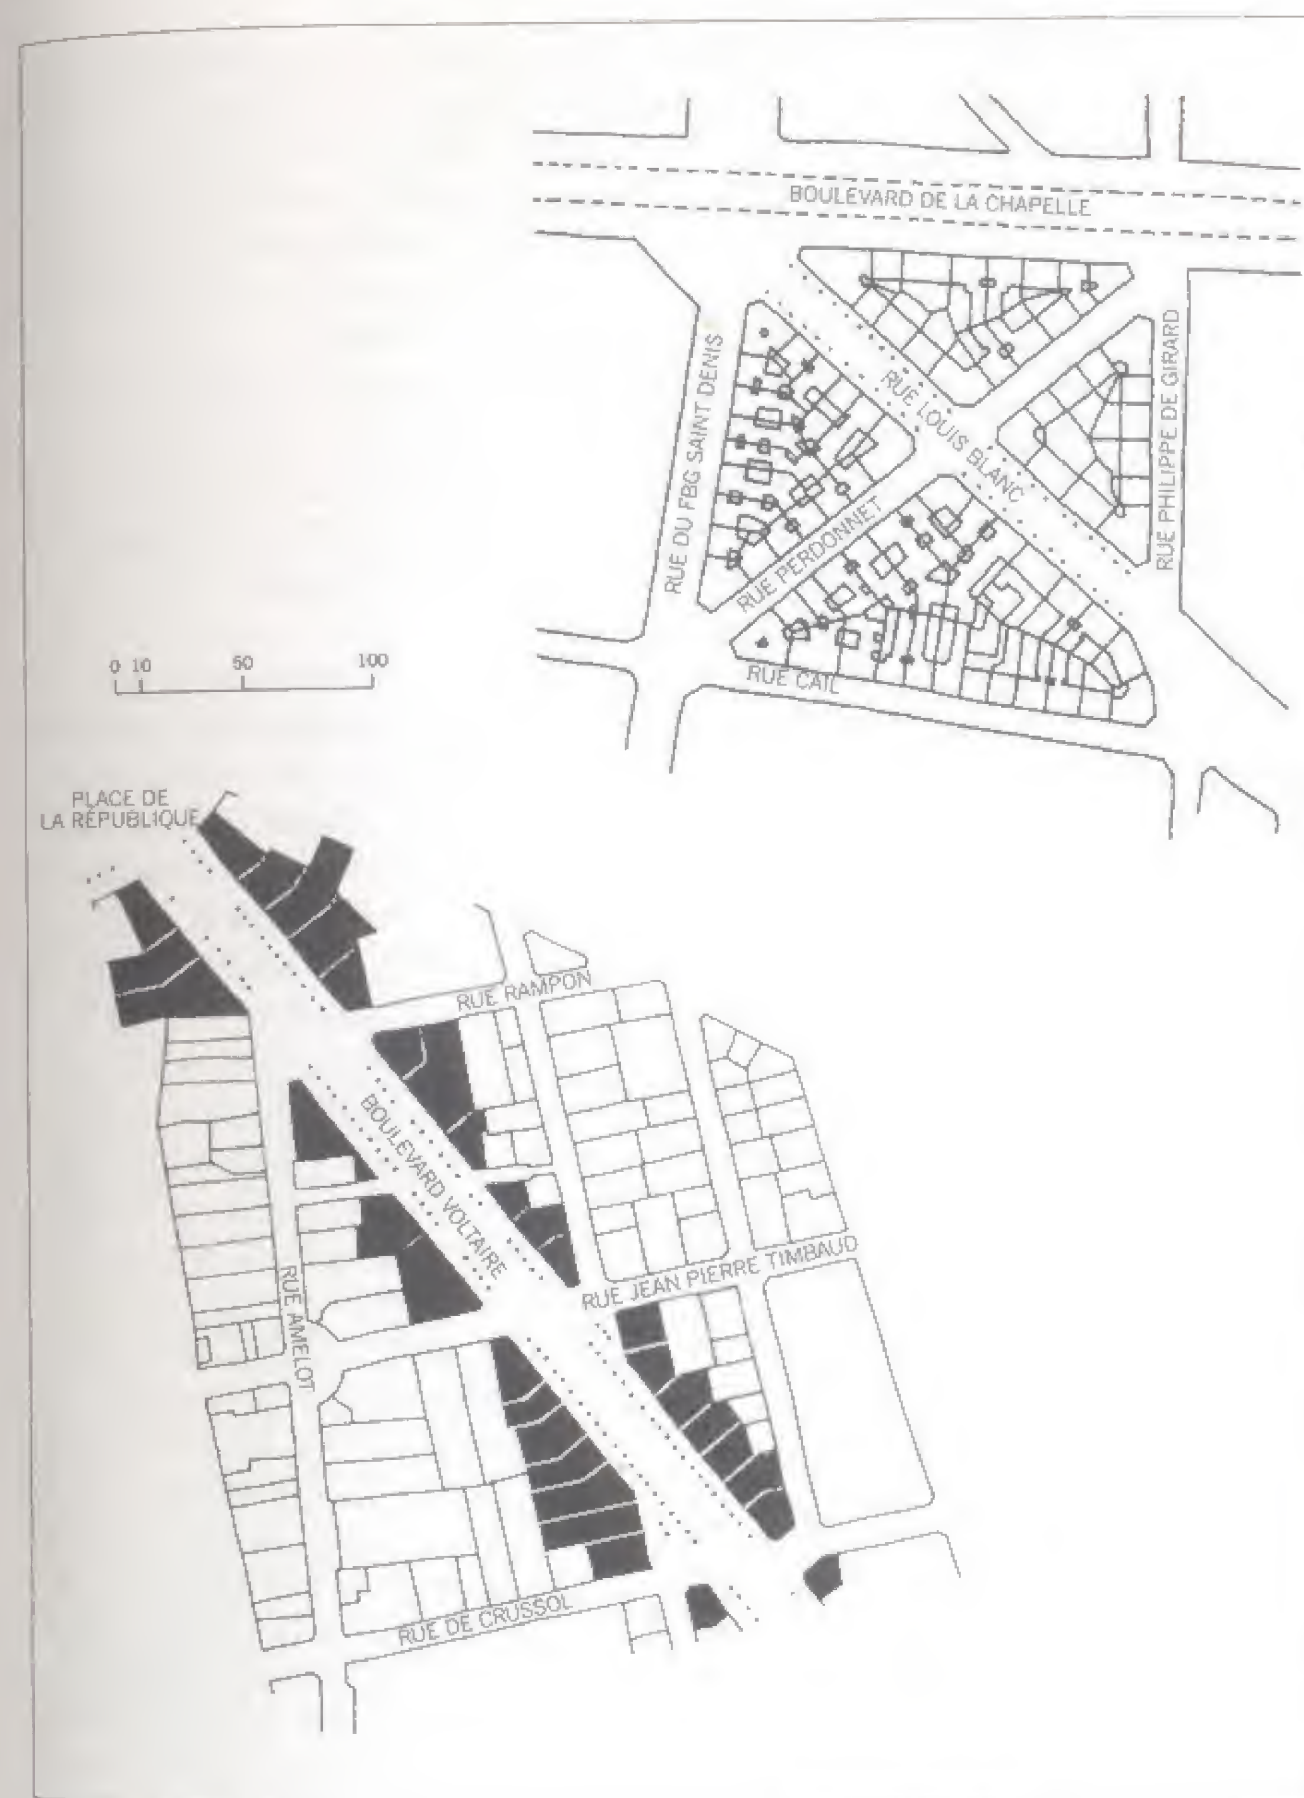 BOULEVARD DE LA CHAPELLE
RUE DU FBG SAINT DENIS
RUE LOUIS BLANC
RUE PHILIPPE DE GIRARD
RUE PERDONNET
RUE CAIL
0 10 50 100
PLACE DE
LA RÉPUBLIQUE
RUE RAMPON
BOULEVARD VOLTAIRE
RUE JEAN PIERRE TIMBAUD
RUE AMELOT
RUE DE CRUSSOL